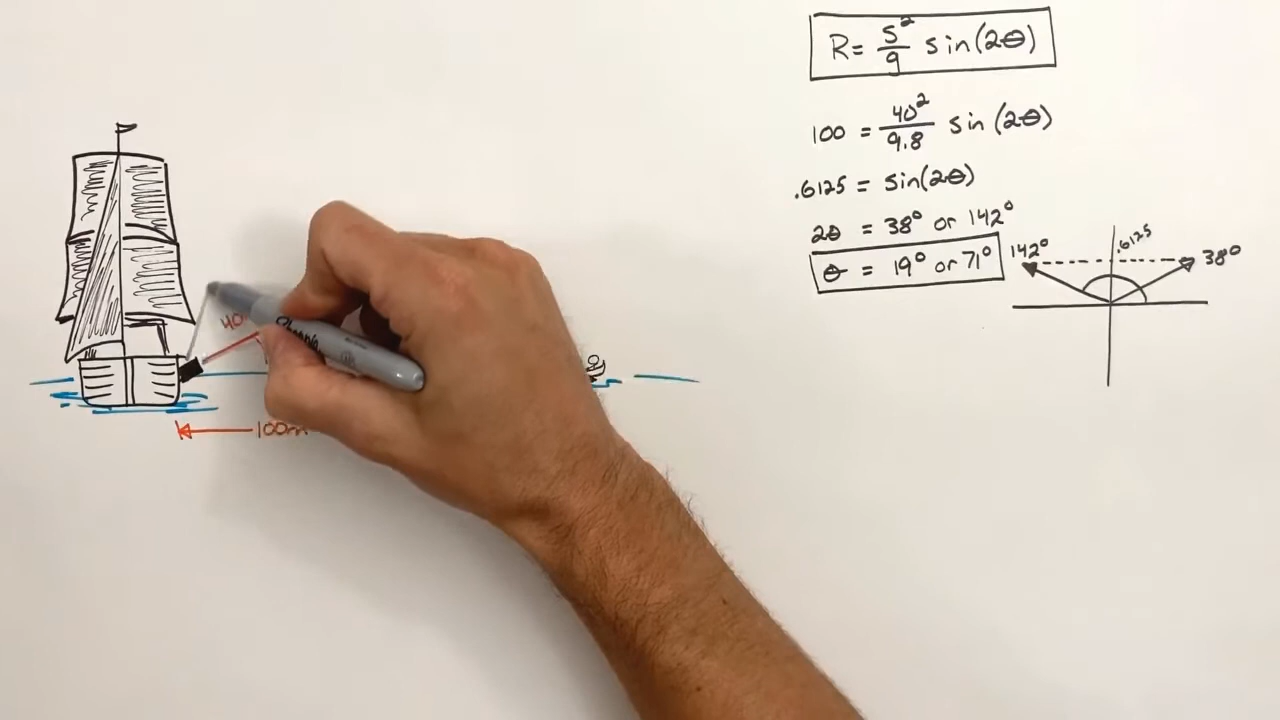 R = s²/g sin(2θ)
100 = 40²/9.8 sin(2θ)
.6125 = sin(2θ)
2θ = 38° or 142°
θ = 19° or 71°
142°
.6125
38°
40
100m
Sharpie